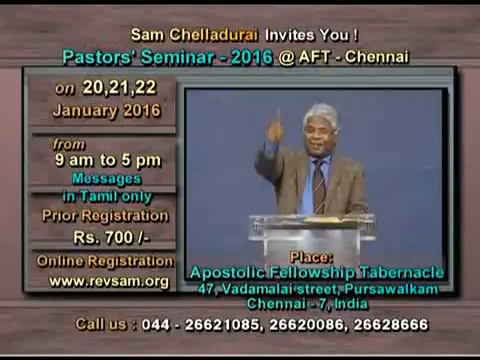 Sam Chelladurai Invites You !
Pastors' Seminar - 2016 @ AFT - Chennai
on 20,21,22
January 2016
from
9 am to 5 pm
Messages
in Tamil only
Prior Registration
Rs. 700 /-
Online Registration
www.revsam.org
Place:
Apostolic Fellowship Tabernacle
47, Vadamalai street, Pursawalkam
Chennai - 7, India
Call us : 044 - 26621085, 26620086, 26628666